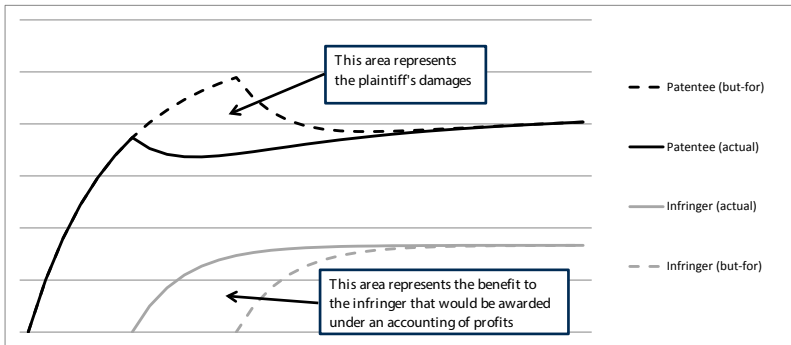 This area represents
the plaintiff's damages
Patentee (but-for)
Patentee (actual)
Infringer (actual)
Infringer (but-for)
This area represents the benefit to
the infringer that would be awarded
under an accounting of profits